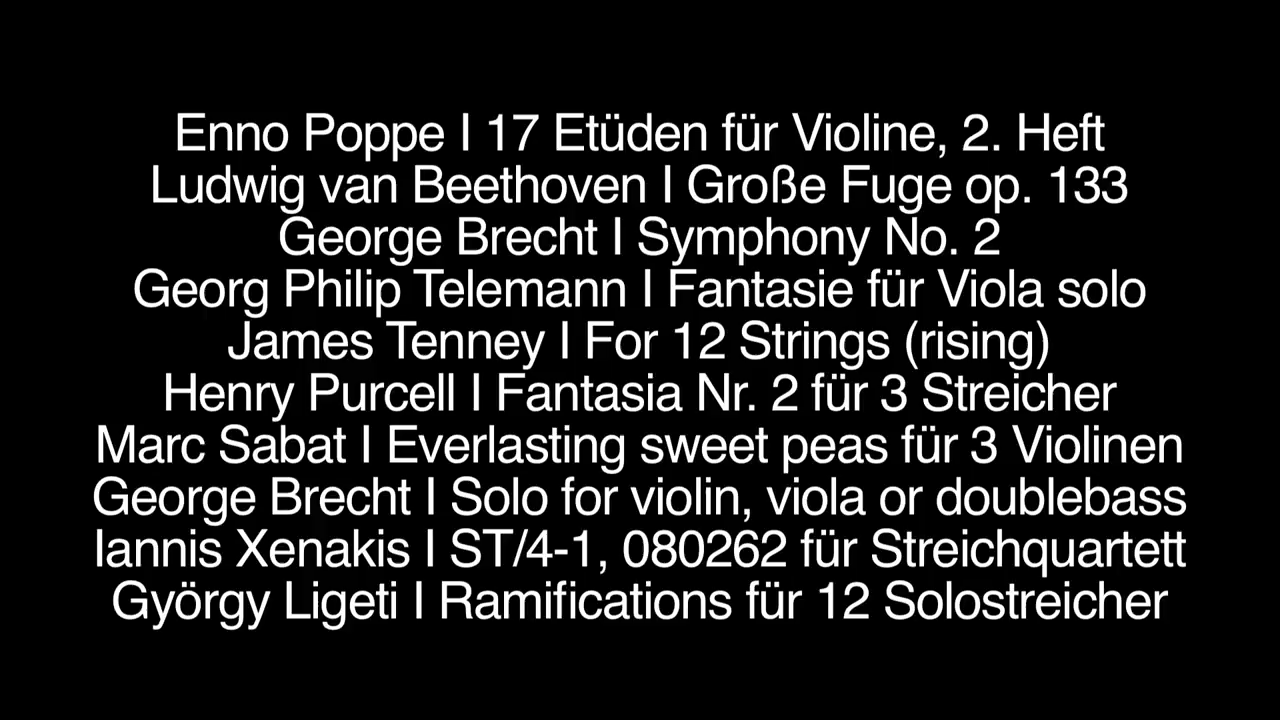 Enno Poppe I 17 Etüden für Violine, 2. Heft
Ludwig van Beethoven I Große Fuge op. 133
George Brecht I Symphony No. 2
Georg Philip Telemann I Fantasie für Viola solo
James Tenney I For 12 Strings (rising)
Henry Purcell I Fantasia Nr. 2 für 3 Streicher
Marc Sabat I Everlasting sweet peas für 3 Violinen
George Brecht I Solo for violin, viola or doublebass
Iannis Xenakis I ST/4-1, 080262 für Streichquartett
György Ligeti I Ramifications für 12 Solostreicher